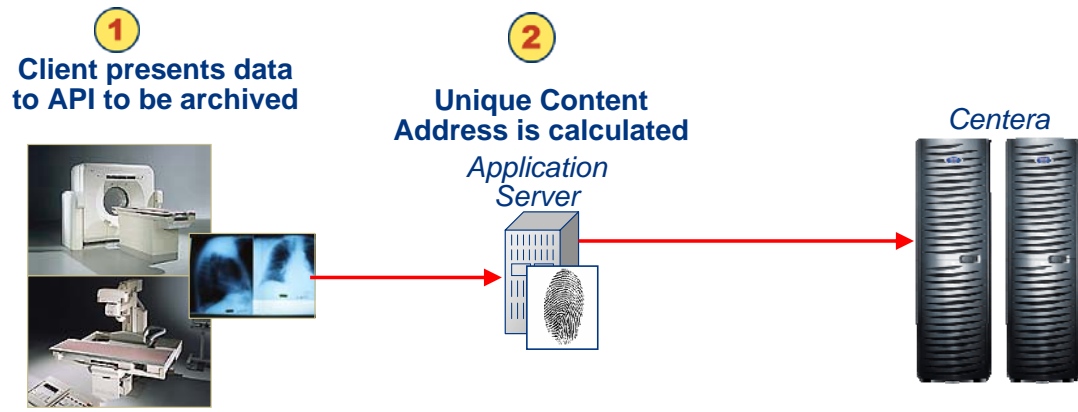 1
Client presents data
to API to be archived
2
Unique Content
Address is calculated
Application
Server
Centera